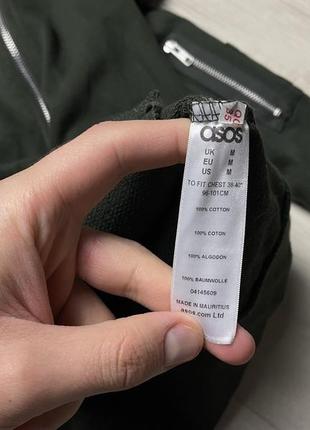 asos
UK M
EU M
US M
TO FIT CHEST 38-40"
96-101CM
100% COTTON
100% COTON
100% ALGODON
100% BAUMWOLLE
04145609
MADE IN MAURITIUS
asos.com Ltd